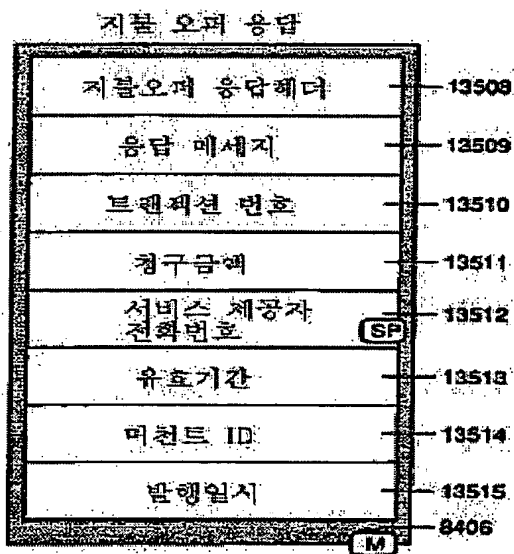 지불 오퍼 응답
지불오퍼 응답헤더 13508
응답 메세지 13509
트랜잭션 번호 13510
청구금액 13511
서비스 제공자
전화번호 13512
SP
유효기간 13513
머천트 ID 13514
발행일시 13515
8406
M